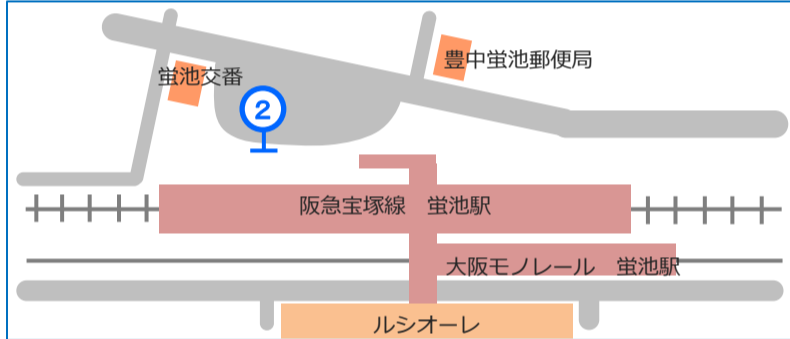 豊中蛍池郵便局
蛍池交番
2
阪急宝塚線　蛍池駅
大阪モノレール　蛍池駅
ルシオーレ